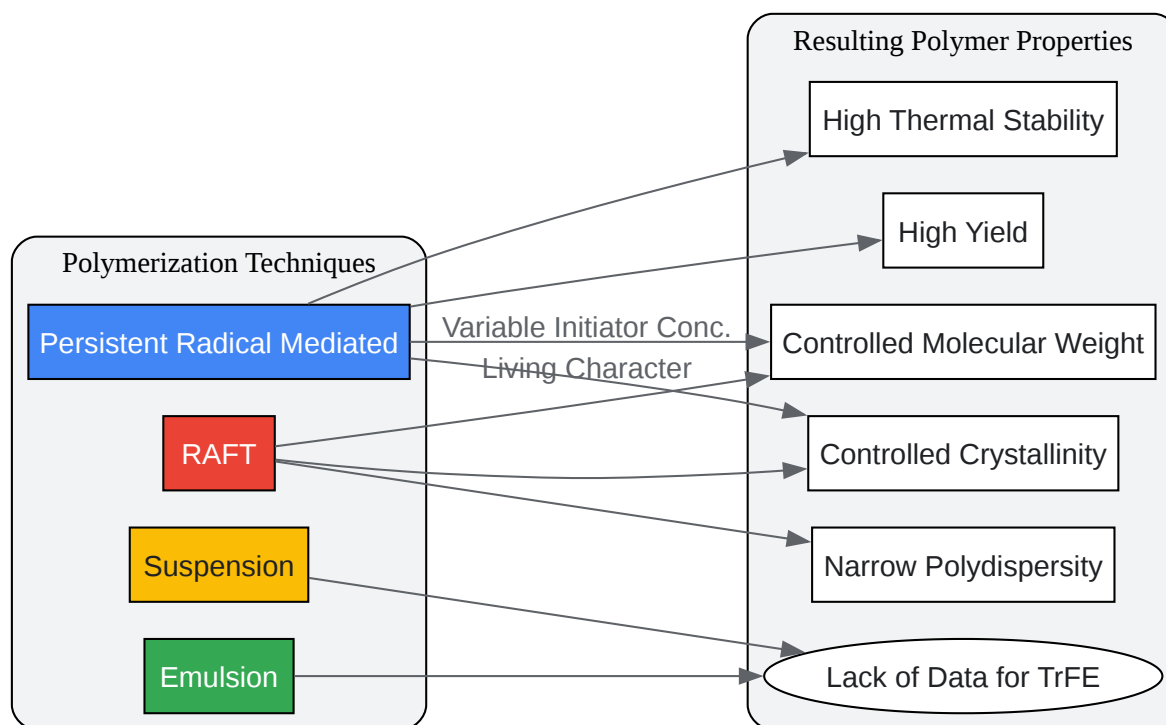 Polymerization Techniques
Persistent Radical Mediated
RAFT
Suspension
Emulsion
Variable Initiator Conc.
Living Character
Resulting Polymer Properties
High Thermal Stability
High Yield
Controlled Molecular Weight
Controlled Crystallinity
Narrow Polydispersity
Lack of Data for TrFE